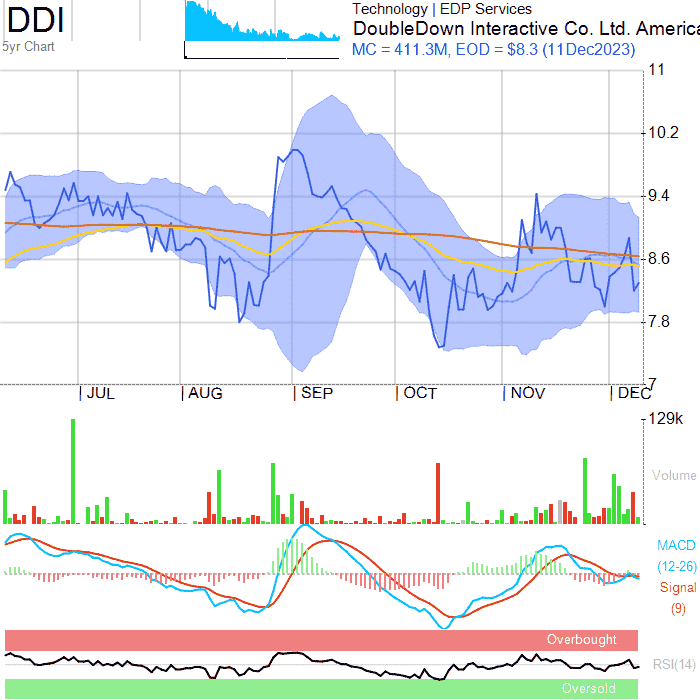 DDI
5yr Chart
Technology | EDP Services
DoubleDown Interactive Co. Ltd. America
MC = 411.3M, EOD = $8.3 (11Dec2023)
11
10.2
9.4
8.6
7.8
7
JUL
AUG
SEP
OCT
NOV
DEC
129k
Volume
MACD
(12-26)
Signal
(9)
Overbought
RSI(14)
Oversold